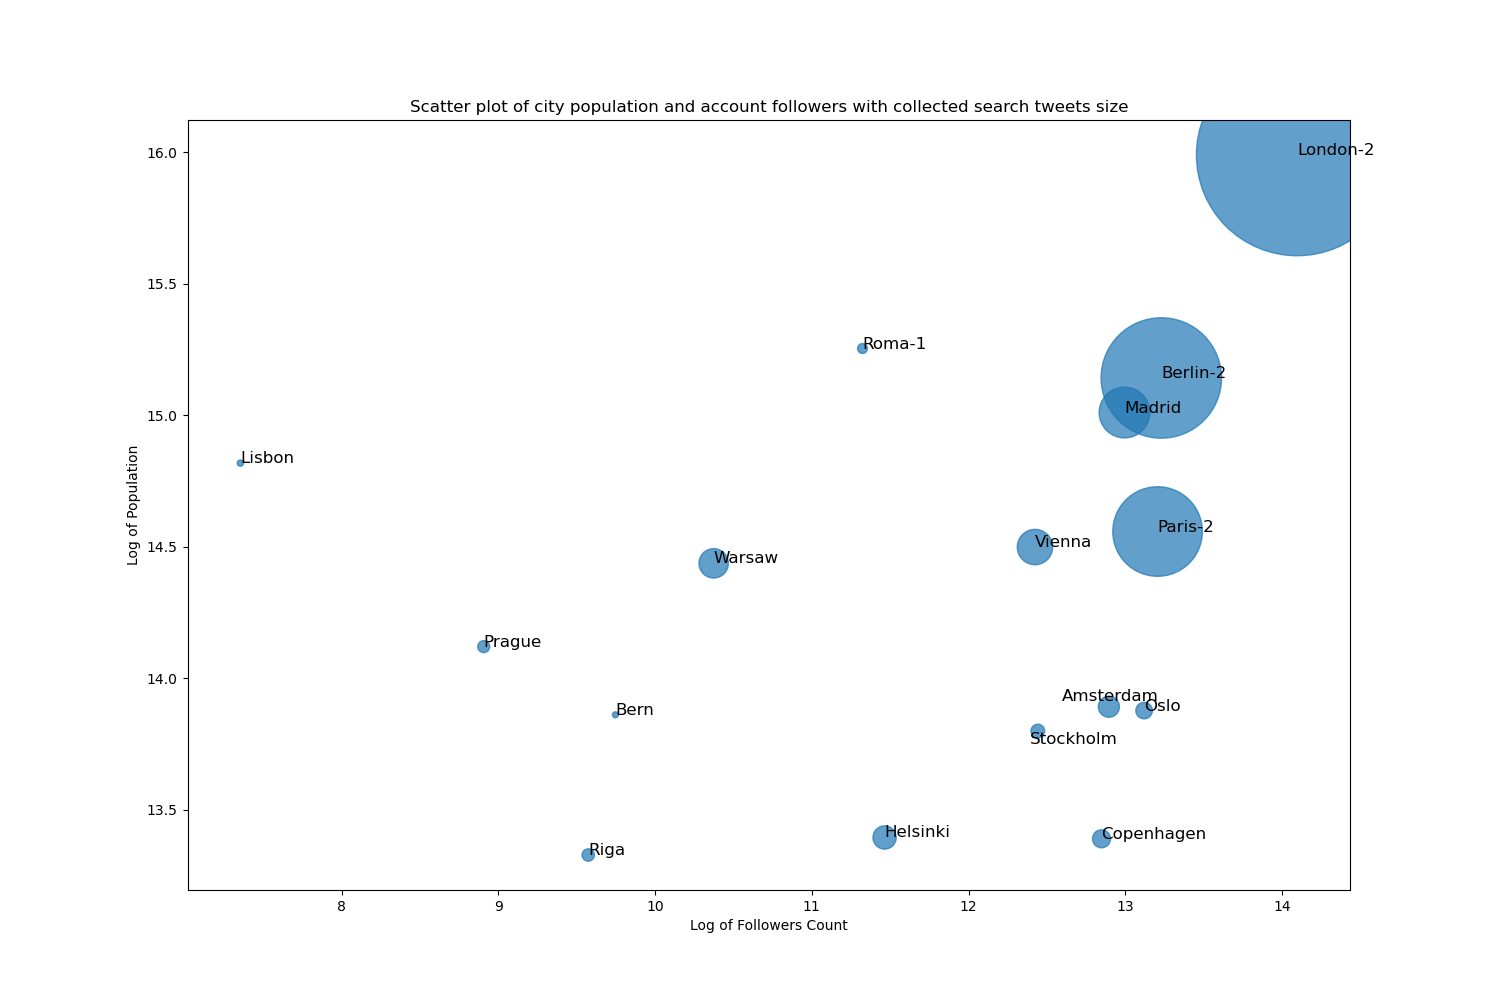 Scatter plot of city population and account followers with collected search tweets size
16.0
15.5
15.0
14.5
14.0
13.5
Log of Population
London-2
Roma-1
Berlin-2
Madrid
Lisbon
Paris-2
Vienna
Warsaw
Prague
Amsterdam
Oslo
Bern
Stockholm
Helsinki
Copenhagen
Riga
8
9
10
11
12
13
14
Log of Followers Count